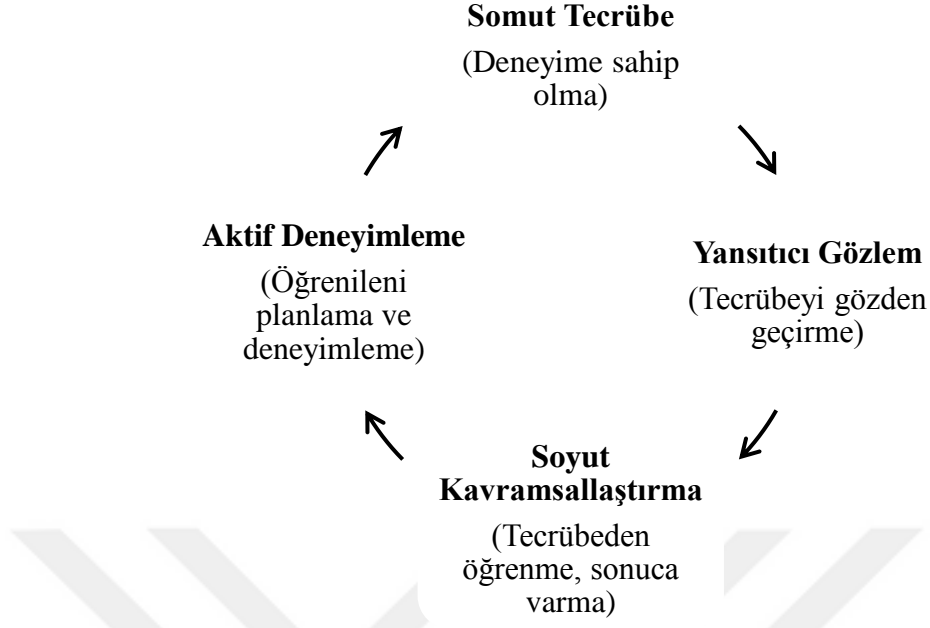 Somut Tecrübe
(Deneyime sahip
olma)
Yansıtıcı Gözlem
(Tecrübeyi gözden
geçirme)
Soyut
Kavramsallaştırma
(Tecrübeden
öğrenme, sonuca
varma)
Aktif Deneyimleme
(Öğrenileni
planlama ve
deneyimleme)